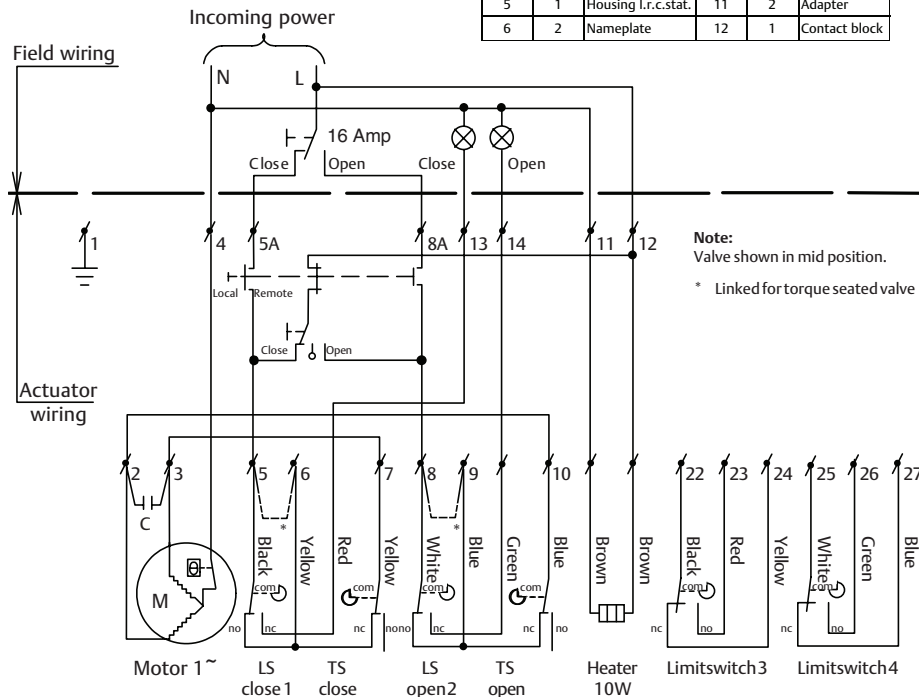 5 1 Housing l.r.c.stat. 11 2 Adapter
6 2 Nameplate 12 1 Contact block
Incoming power
Field wiring
N L
16 Amp
Close Open Close Open
1 4 5A 8A 13 14 11 12
Note:
Valve shown in mid position.
* Linked for torque seated valve
Local Remote
Close Open
Actuator
wiring
2 3 5 6 7 8 9 10 22 23 24 25 26 27
C
* *
Black Yellow Red Yellow White Blue Green Blue Brown Brown Black Red Yellow White Green Blue
M
com com com com com com
no nc nc no no nc nc no nc no nc no
Motor 1~
LS
close 1
TS
close
LS
open2
TS
open
Heater
10W
Limitswitch 3
Limitswitch 4